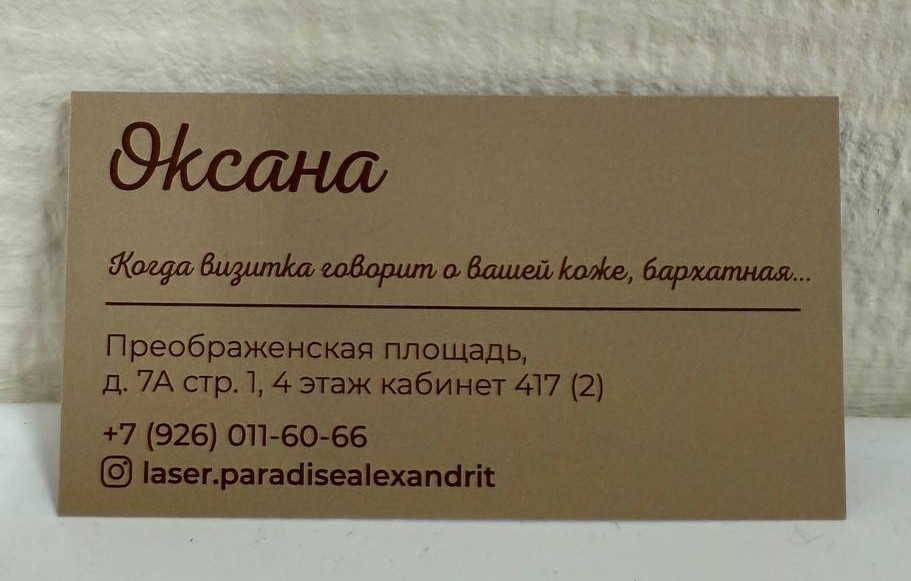 Оксана
Когда визитка говорит о вашей коже, бархатная...
Преображенская площадь,
д. 7А стр. 1, 4 этаж кабинет 417 (2)
+7 (926) 011-60-66
laser.paradisealexandrit